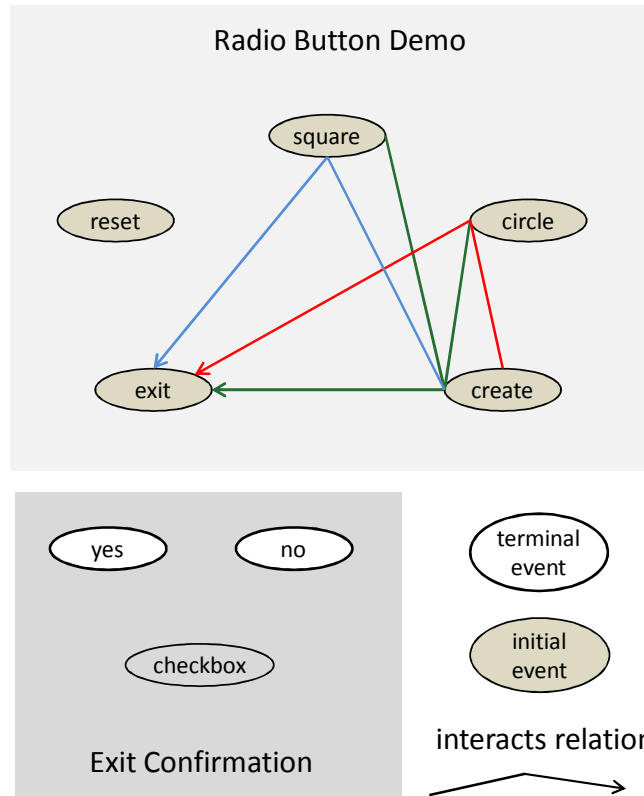 Radio Button Demo
square
reset
circle
exit
create
yes
no
terminal
event
checkbox
initial
event
Exit Confirmation
interacts relation